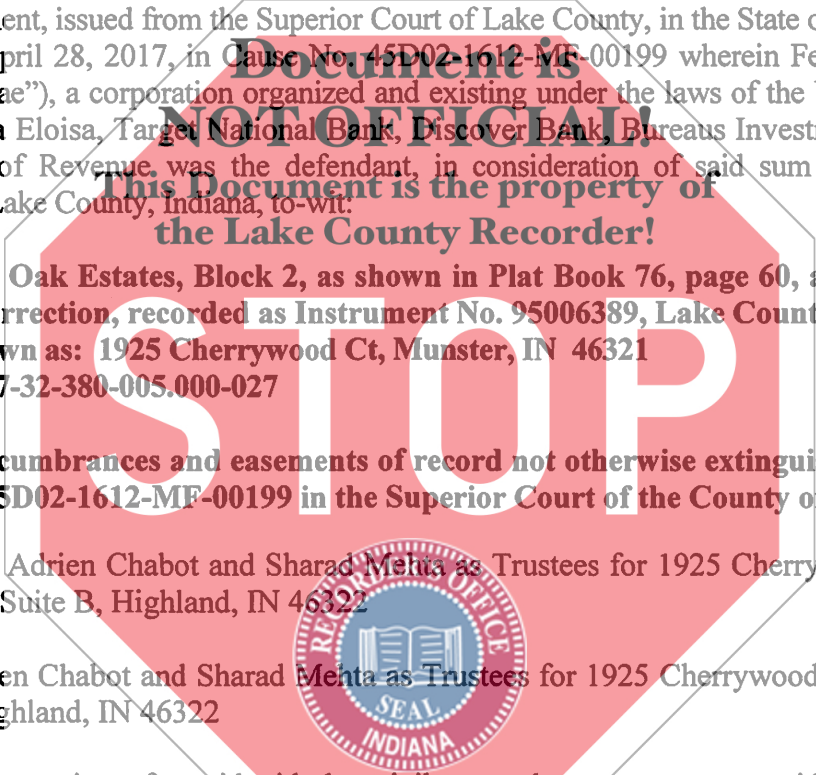 ent, issued from the Superior Court of Lake County, in the State o
pril 28, 2017, in Cause No. 45D02-1612-MF-00199 wherein Fe
Document is
ae”), a corporation organized and existing under the laws of the
Eloisa, Target National Bank, Discover Bank, Bureaus Invest
NOT OFFICIAL!
of Revenue was the defendant, in consideration of said sum
This Document is the property of
ake County, Indiana, to-wit:
the Lake County Recorder!
Oak Estates, Block 2, as shown in Plat Book 76, page 60, a
rrection, recorded as Instrument No. 95006389, Lake Count
wn as: 1925 Cherrywood Ct, Munster, IN 46321
7-32-380-005.000-027
STOP
cumbrances and easements of record not otherwise extingui
5D02-1612-MF-00199 in the Superior Court of the County o
Adrien Chabot and Sharad Mehta as Trustees for 1925 Cherry
Suite B, Highland, IN 46322
RECORDER'S OFFICE
en Chabot and Sharad Mehta as Trustees for 1925 Cherrywood
ghland, IN 46322
SEAL
INDIANA